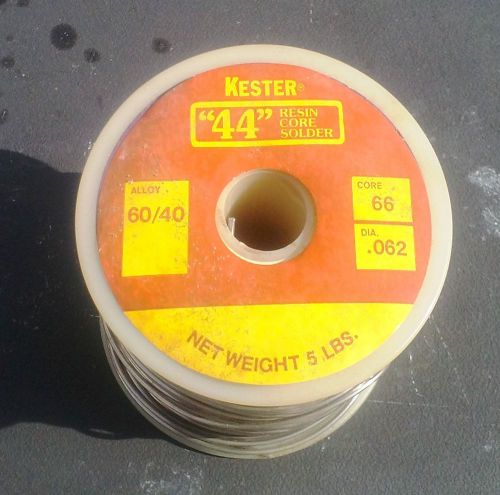 KESTER®
"44" RESIN
CORE
SOLDER
ALLOY
60/40
CORE
66
DIA.
.062
NET WEIGHT 5 LBS.